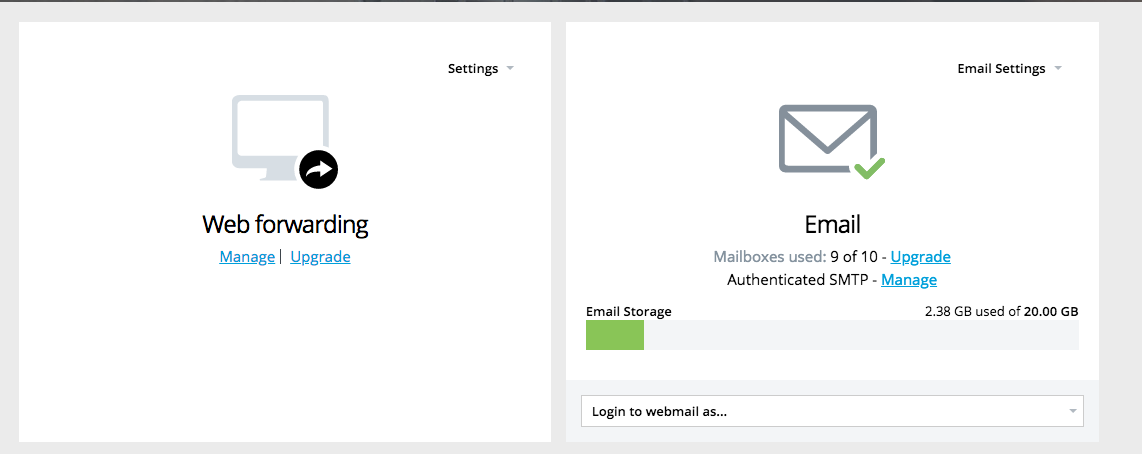 Settings
Web forwarding
Manage | Upgrade
Email Settings
Email
Mailboxes used: 9 of 10 - Upgrade
Authenticated SMTP - Manage
Email Storage 2.38 GB used of 20.00 GB
Login to webmail as...